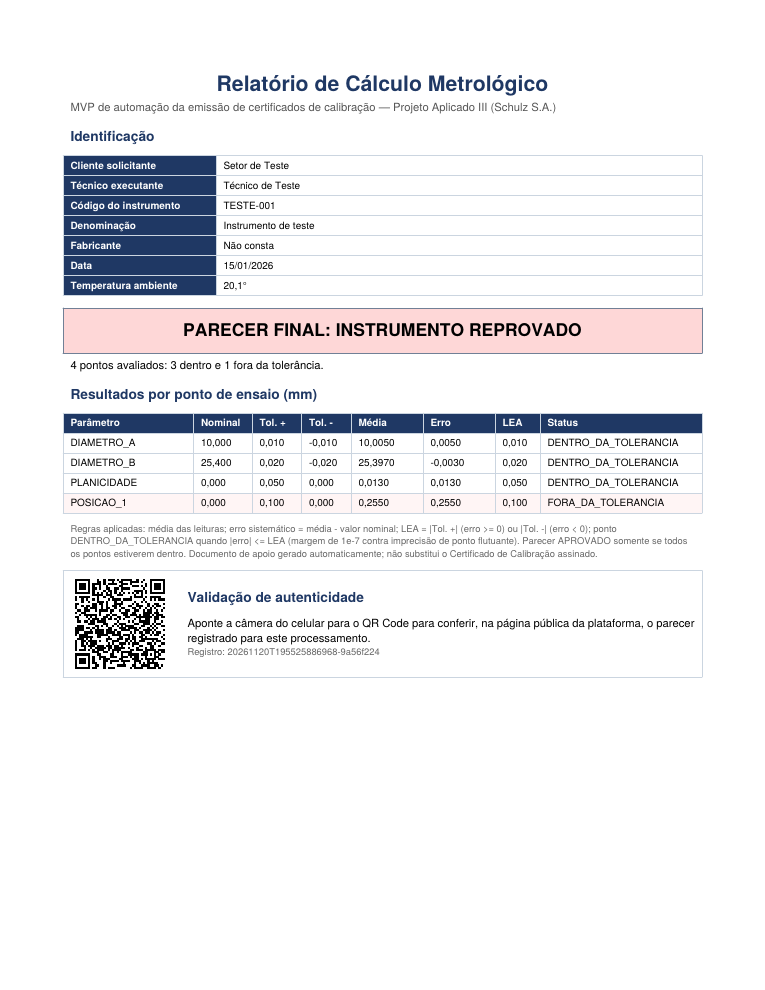 Relatório de Cálculo Metrológico
MVP de automação da emissão de certificados de calibração — Projeto Aplicado III (Schulz S.A.)
Identificação
Cliente solicitante Setor de Teste
Técnico executante Técnico de Teste
Código do instrumento TESTE-001
Denominação Instrumento de teste
Fabricante Não consta
Data 15/01/2026
Temperatura ambiente 20,1°
PARECER FINAL: INSTRUMENTO REPROVADO
4 pontos avaliados: 3 dentro e 1 fora da tolerância.
Resultados por ponto de ensaio (mm)
Parâmetro Nominal Tol. + Tol. - Média Erro LEA Status
DIAMETRO_A 10,000 0,010 -0,010 10,0050 0,0050 0,010 DENTRO_DA_TOLERANCIA
DIAMETRO_B 25,400 0,020 -0,020 25,3970 -0,0030 0,020 DENTRO_DA_TOLERANCIA
PLANICIDADE 0,000 0,050 0,000 0,0130 0,0130 0,050 DENTRO_DA_TOLERANCIA
POSICAO_1 0,000 0,100 0,000 0,2550 0,2550 0,100 FORA_DA_TOLERANCIA
Regras aplicadas: média das leituras; erro sistemático = média - valor nominal; LEA = |Tol. +| (erro >= 0) ou |Tol. -| (erro < 0); ponto
DENTRO_DA_TOLERANCIA quando |erro| <= LEA (margem de 1e-7 contra imprecisão de ponto flutuante). Parecer APROVADO somente se todos
os pontos estiverem dentro. Documento de apoio gerado automaticamente; não substitui o Certificado de Calibração assinado.
Validação de autenticidade
Aponte a câmera do celular para o QR Code para conferir, na página pública da plataforma, o parecer
registrado para este processamento.
Registro: 20261120T195525886968-9a56f224